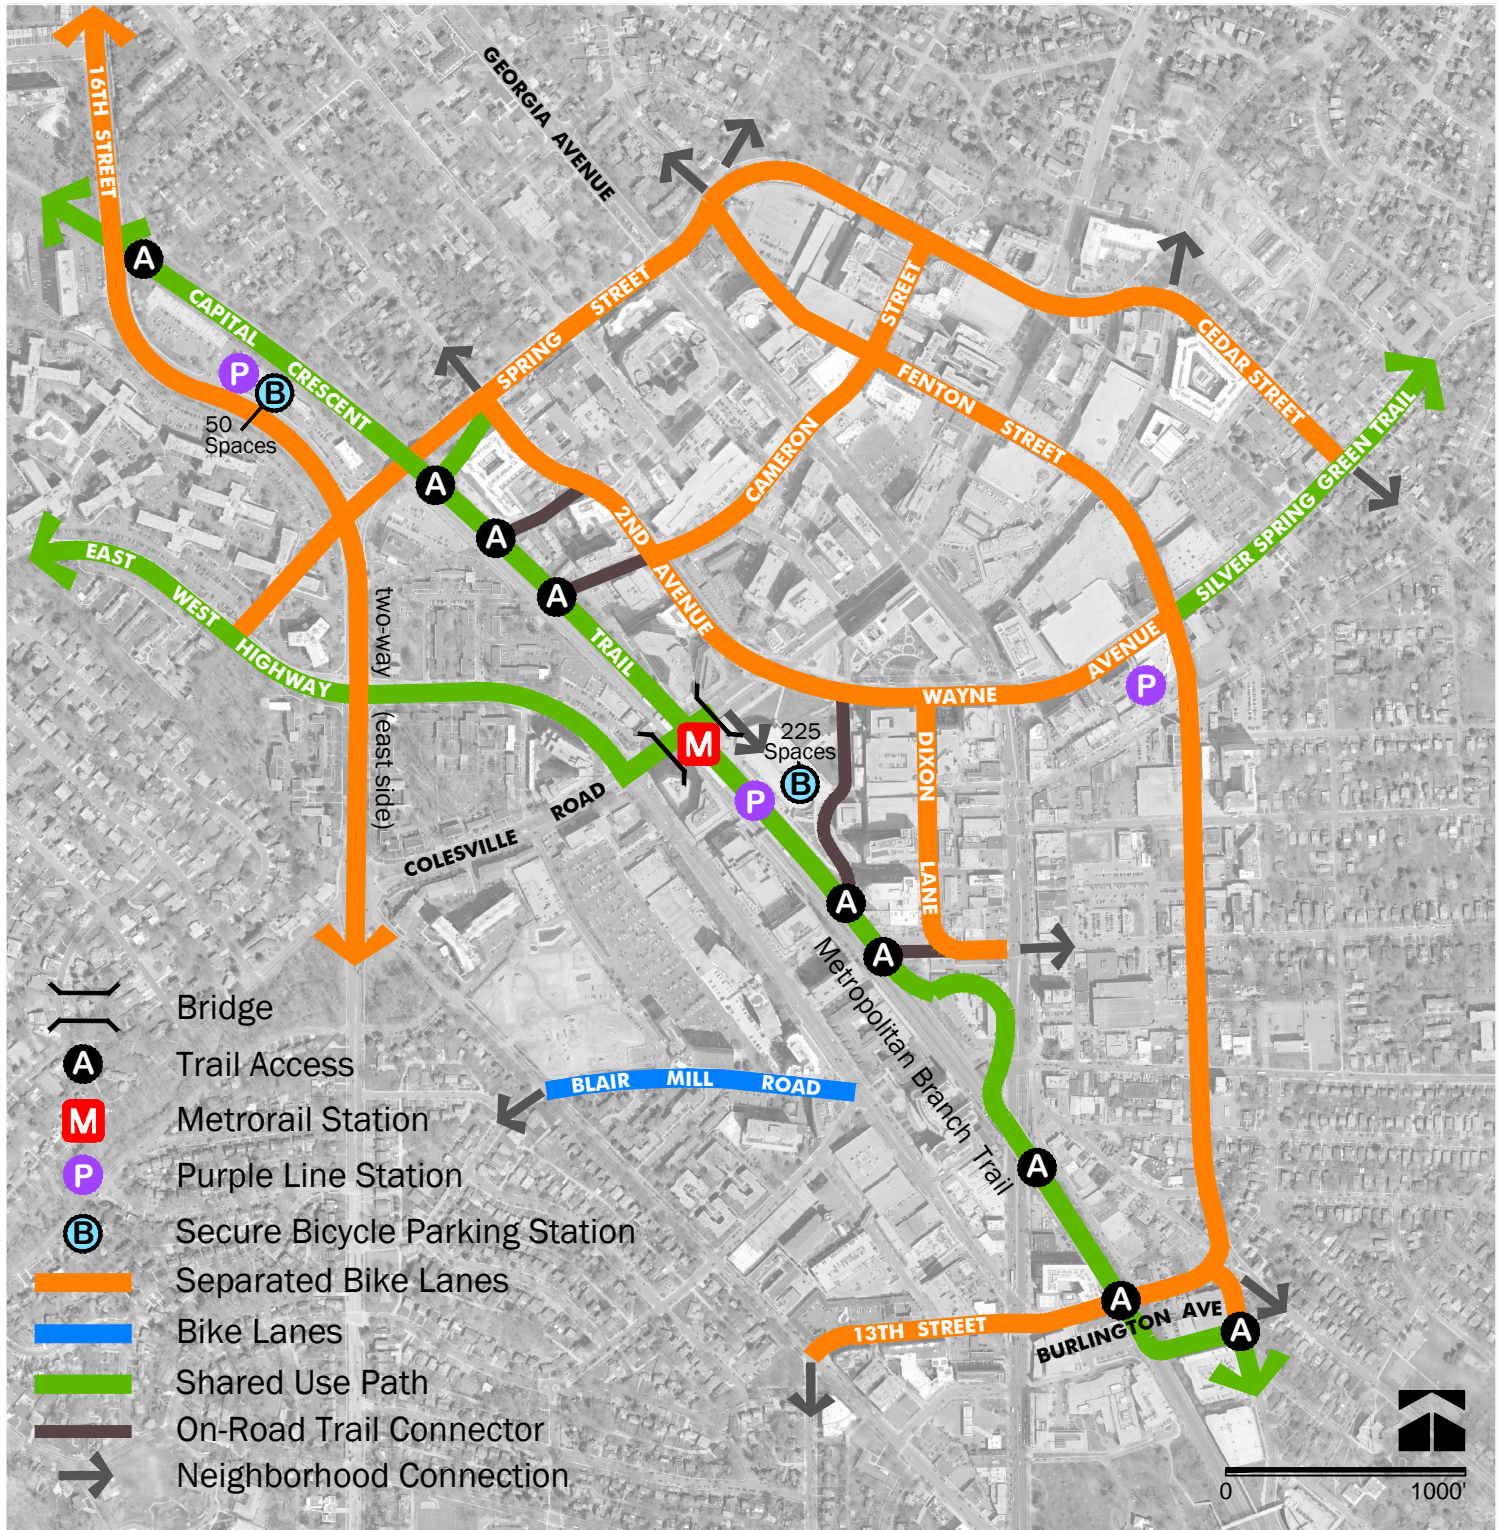 16TH STREET
GEORGIA AVENUE
A
CAPITAL CRESCENT TRAIL
P
B
50
Spaces
SPRING STREET
CAMERON STREET
FENTON STREET
CEDAR STREET
SILVER SPRING GREEN TRAIL
A
A
A
2ND AVENUE
EAST WEST HIGHWAY
two-way (east side)
WAYNE AVENUE
P
M
225
Spaces
B
P
DIXON LANE
COLESVILLE ROAD
A
A
Metropolitan Branch Trail
BLAIR MILL ROAD
A
A
BURLINGTON AVE
A
13TH STREET
Bridge
A Trail Access
M Metrorail Station
P Purple Line Station
B Secure Bicycle Parking Station
Separated Bike Lanes
Bike Lanes
Shared Use Path
On-Road Trail Connector
Neighborhood Connection
0 1000'